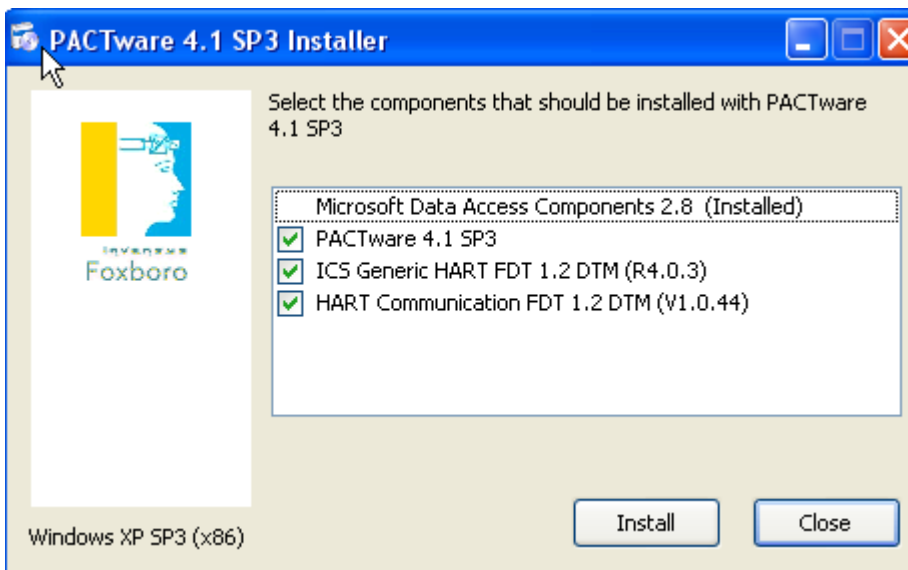 PACTware 4.1 SP3 Installer
Select the components that should be installed with PACTware
4.1 SP3
Microsoft Data Access Components 2.8 (Installed)
PACTware 4.1 SP3
ICS Generic HART FDT 1.2 DTM (R4.0.3)
HART Communication FDT 1.2 DTM (V1.0.44)
invensys
Foxboro
Windows XP SP3 (x86)
Install
Close